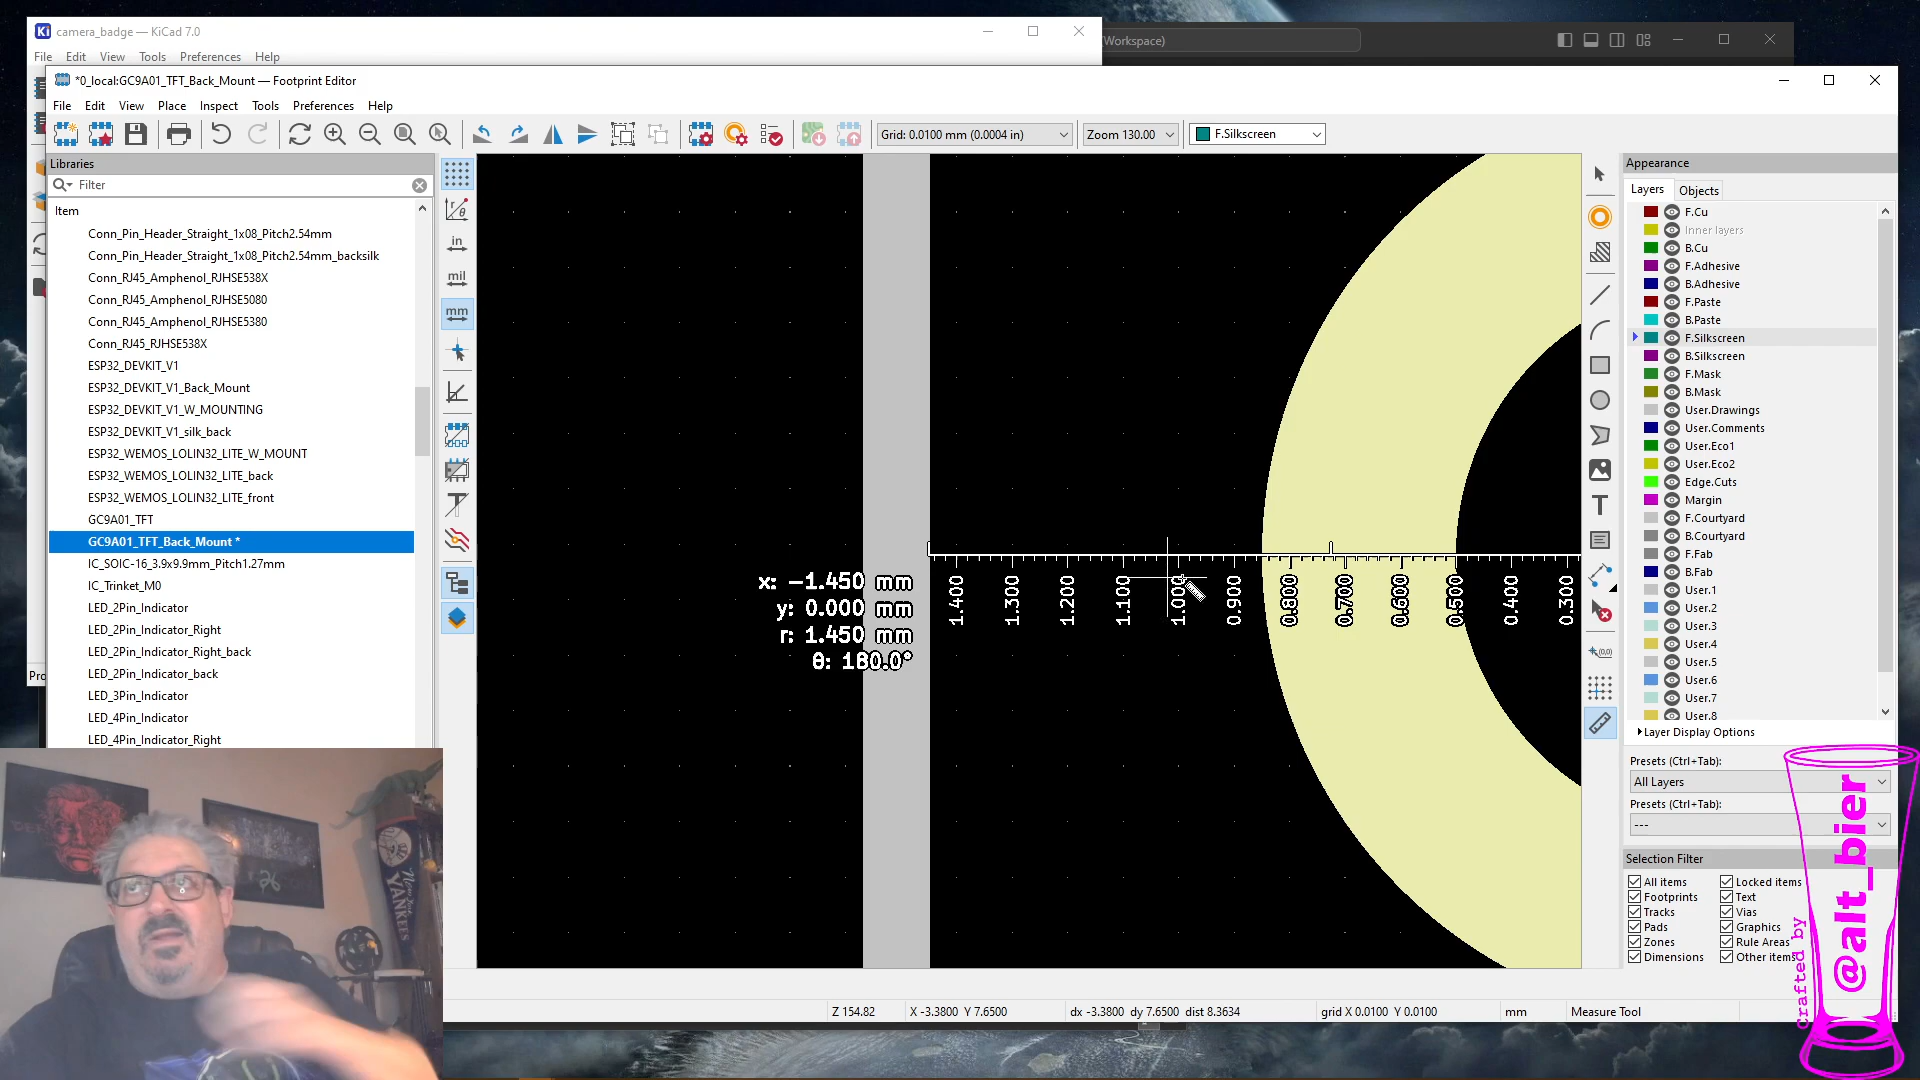 camera_badge — KiCad 7.0
(Workspace)
File Edit View Tools Preferences Help
*0_local:GC9A01_TFT_Back_Mount — Footprint Editor
File Edit View Place Inspect Tools Preferences Help
Grid: 0.0100 mm (0.0004 in)
Zoom 130.00
F.Silkscreen
Libraries
Filter
Item
Conn_Pin_Header_Straight_1x08_Pitch2.54mm
Conn_Pin_Header_Straight_1x08_Pitch2.54mm_backsilk
Conn_RJ45_Amphenol_RJHSE538X
Conn_RJ45_Amphenol_RJHSE5080
Conn_RJ45_Amphenol_RJHSE5380
Conn_RJ45_RJHSE538X
ESP32_DEVKIT_V1
ESP32_DEVKIT_V1_Back_Mount
ESP32_DEVKIT_V1_W_MOUNTING
ESP32_DEVKIT_V1_silk_back
ESP32_WEMOS_LOLIN32_LITE_W_MOUNT
ESP32_WEMOS_LOLIN32_LITE_back
ESP32_WEMOS_LOLIN32_LITE_front
GC9A01_TFT
GC9A01_TFT_Back_Mount *
IC_SOIC-16_3.9x9.9mm_Pitch1.27mm
IC_Trinket_M0
LED_2Pin_Indicator
LED_2Pin_Indicator_Right
LED_2Pin_Indicator_Right_back
LED_2Pin_Indicator_back
LED_3Pin_Indicator
LED_4Pin_Indicator
LED_4Pin_Indicator_Right
Pro
in
mil
mm
x: -1.450 mm
y: 0.000 mm
r: 1.450 mm
θ: 180.0°
1.400
1.300
1.200
1.100
1.000
0.900
0.800
0.700
0.600
0.500
0.400
0.300
(0,0)
Appearance
Layers Objects
F.Cu
Inner layers
B.Cu
F.Adhesive
B.Adhesive
F.Paste
B.Paste
F.Silkscreen
B.Silkscreen
F.Mask
B.Mask
User.Drawings
User.Comments
User.Eco1
User.Eco2
Edge.Cuts
Margin
F.Courtyard
B.Courtyard
F.Fab
B.Fab
User.1
User.2
User.3
User.4
User.5
User.6
User.7
User.8
Layer Display Options
Presets (Ctrl+Tab):
All Layers
Presets (Ctrl+Tab):
---
Selection Filter
All items Locked items
Footprints Text
Tracks Vias
Pads Graphics
Zones Rule Areas
Dimensions Other items
Z 154.82 X -3.3800 Y 7.6500 dx -3.3800 dy 7.6500 dist 8.3634 grid X 0.0100 Y 0.0100 mm Measure Tool
Crafted by
@alt_bier
YANKEES